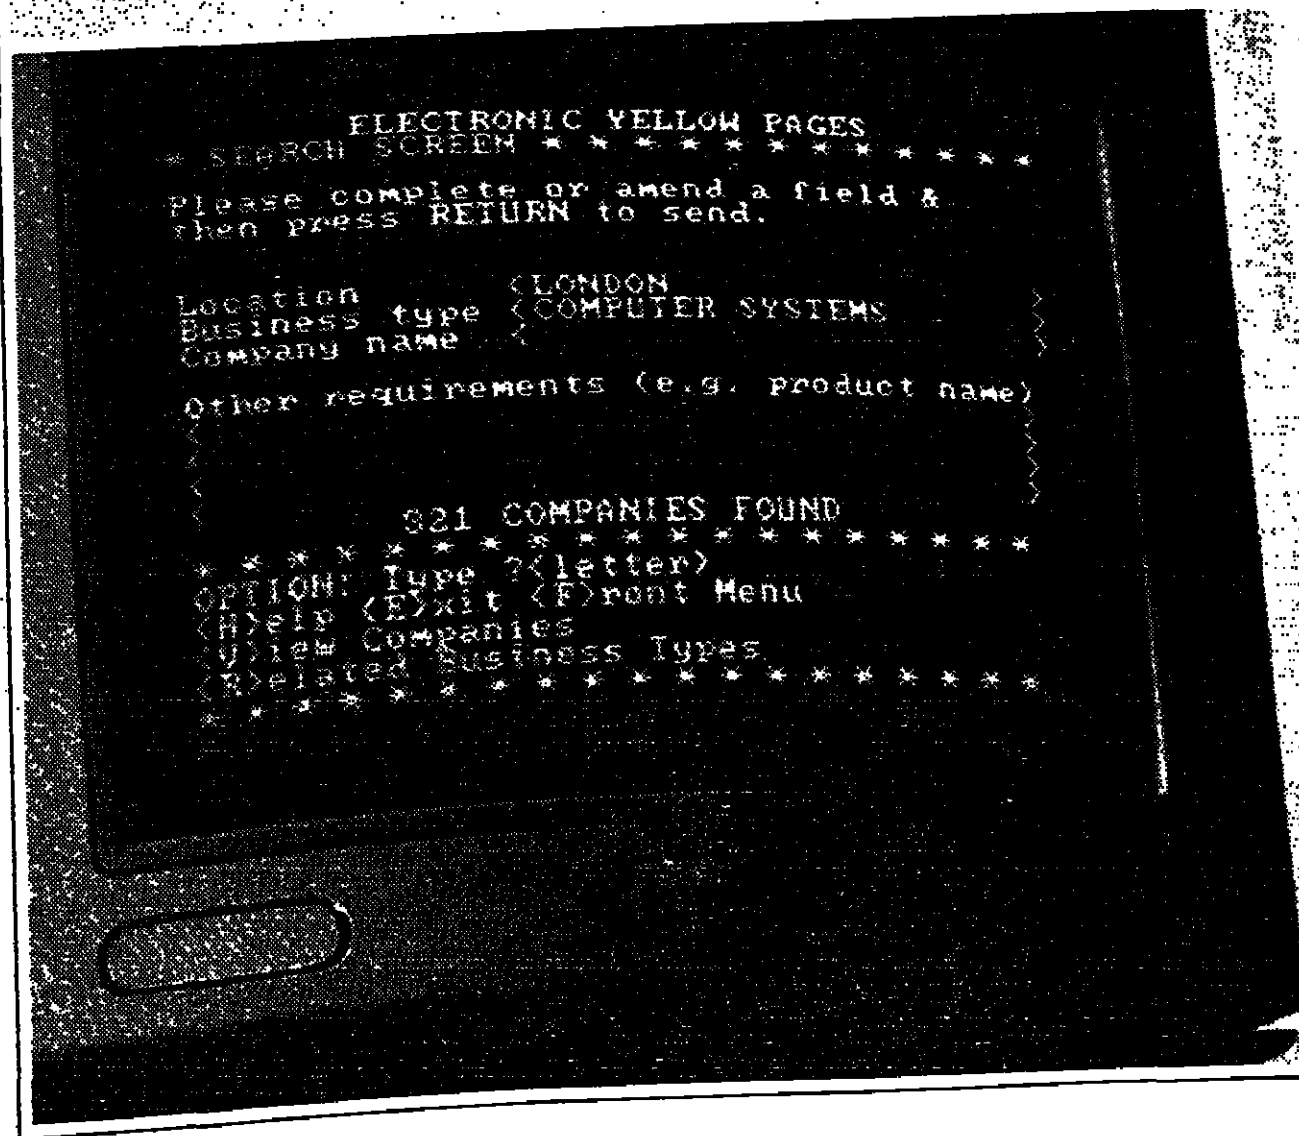 ELECTRONIC YELLOW PAGES
* SEARCH SCREEN * * * * * * * * * * * *
Please complete or amend a field &
then press RETURN to send.
Location <LONDON >
Business type <COMPUTER SYSTEMS >
Company name < >
Other requirements (e.g. product name)
< >
< >
< >
< >
921 COMPANIES FOUND
* * * * * * * * * * * * * * * * * *
OPTION: Type ?<letter>
<H>elp <E>xit <F>ront Menu
<V>iew Companies
<R>elated Business Types
* * * * * * * * * * * * * * * * * *